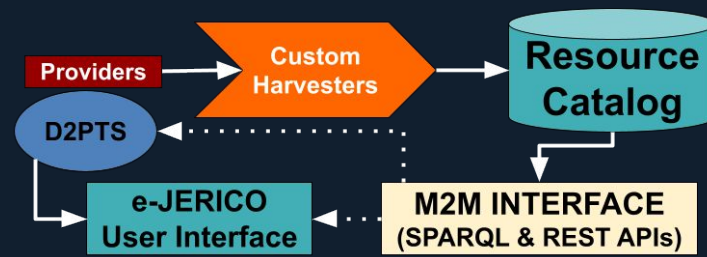 Providers
Custom
Harvesters
Resource
Catalog
D2PTS
e-JERICO
User Interface
M2M INTERFACE
(SPARQL & REST APIs)